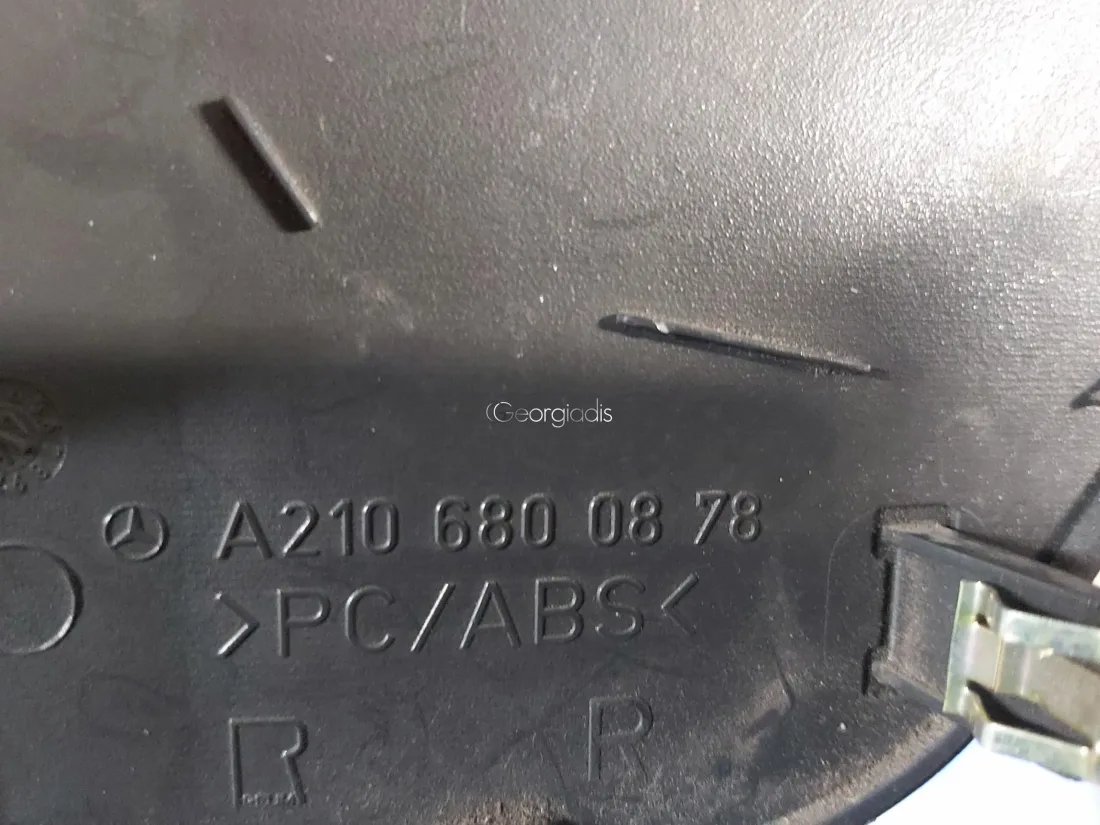 Georgiadis
A210 680 08 78
>PC/ABS<
R R